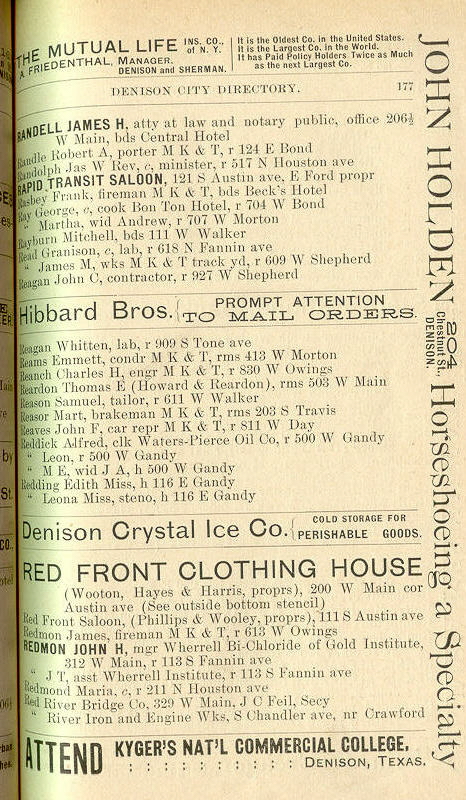 THE MUTUAL LIFE INS. CO., of N. Y.
A. FRIEDENTHAL, MANAGER.
DENISON and SHERMAN.
It is the Oldest Co. in the United States.
It is the Largest Co. in the World.
It has Paid Policy Holders Twice as Much
as the next Largest Co.
DENISON CITY DIRECTORY. 177
RANDELL JAMES H, atty at law and notary public, office 206½
W Main, bds Central Hotel
Randle Robert A, porter M K & T, r 124 E Bond
Randolph Jas W Rev, c, minister, r 517 N Houston ave
RAPID TRANSIT SALOON, 121 S Austin ave, E Ford propr
Rasbey Frank, fireman M K & T, bds Beck's Hotel
Ray George, c, cook Bon Ton Hotel, r 704 W Bond
“ Martha, wid Andrew, r 707 W Morton
Rayburn Mitchell, bds 111 W Walker
Read Granison, c, lab, r 618 N Fannin ave
“ James M, wks M K & T track yd, r 609 W Shepherd
Reagan John C, contractor, r 927 W Shepherd
Hibbard Bros. { PROMPT ATTENTION
TO MAIL ORDERS.
Reagan Whitten, lab, r 909 S Tone ave
Reams Emmett, condr M K & T, rms 413 W Morton
Reanch Charles H, engr M K & T, r 830 W Owings
Reardon Thomas E (Howard & Reardon), rms 503 W Main
Reason Samuel, tailor, r 611 W Walker
Reasor Mart, brakeman M K & T, rms 203 S Travis
Reaves John F, car repr M K & T, r 811 W Day
Reddick Alfred, clk Waters-Pierce Oil Co, r 500 W Gandy
“ Leon, r 500 W Gandy
“ M E, wid J A, h 500 W Gandy
Redding Edith Miss, h 116 E Gandy
“ Leona Miss, steno, h 116 E Gandy
Denison Crystal Ice Co. { COLD STORAGE FOR
PERISHABLE GOODS.
RED FRONT CLOTHING HOUSE
(Wooton, Hayes & Harris, proprs), 200 W Main cor
Austin ave (See outside bottom stencil)
Red Front Saloon, (Phillips & Wooley, proprs), 111 S Austin ave
Redmon James, fireman M K & T, r 613 W Owings
REDMON JOHN H, mgr Wherrell Bi-Chloride of Gold Institute,
312 W Main, r 113 S Fannin ave
“ J T, asst Wherrell Institute, r 113 S Fannin ave
Redmond Maria, c, r 211 N Houston ave
Red River Bridge Co, 329 W Main, J C Feil, Secy
“ River Iron and Engine Wks, S Chandler ave, nr Crawford
ATTEND KYGER'S NAT'L COMMERCIAL COLLEGE,
: : : : : : : : : : DENISON, TEXAS.
JOHN HOLDEN 204 Chestnut St., DENISON. Horseshoeing a Specialty